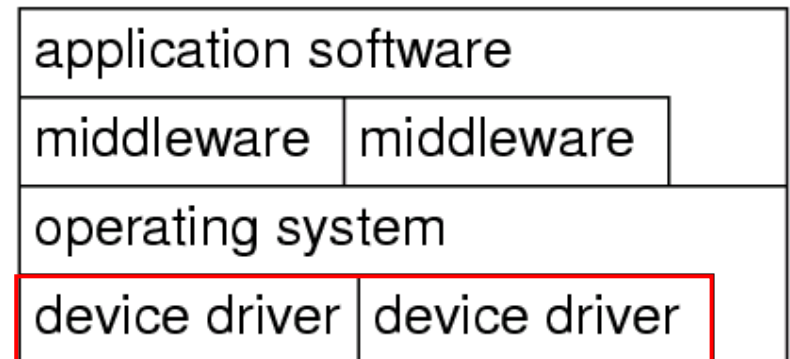 application software
middleware middleware
operating system
device driver device driver